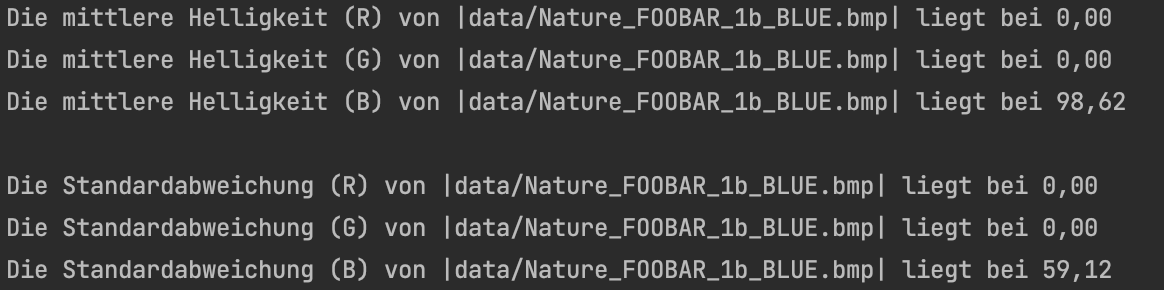 Die mittlere Helligkeit (R) von |data/Nature_FOOBAR_1b_BLUE.bmp| liegt bei 0,00
Die mittlere Helligkeit (G) von |data/Nature_FOOBAR_1b_BLUE.bmp| liegt bei 0,00
Die mittlere Helligkeit (B) von |data/Nature_FOOBAR_1b_BLUE.bmp| liegt bei 98,62
Die Standardabweichung (R) von |data/Nature_FOOBAR_1b_BLUE.bmp| liegt bei 0,00
Die Standardabweichung (G) von |data/Nature_FOOBAR_1b_BLUE.bmp| liegt bei 0,00
Die Standardabweichung (B) von |data/Nature_FOOBAR_1b_BLUE.bmp| liegt bei 59,12